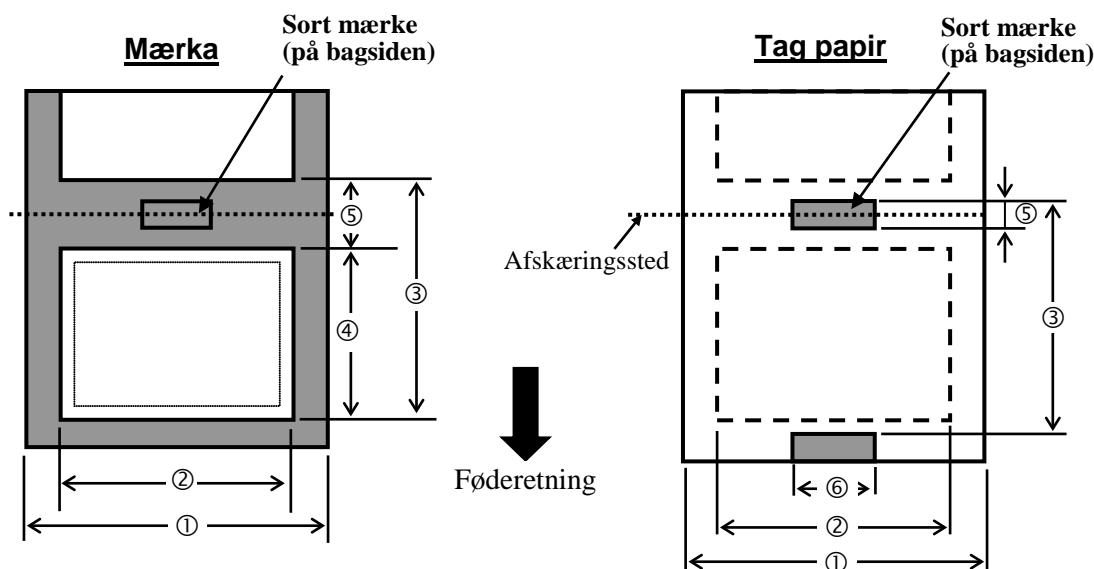 Mærka
Sort mærke
(på bagsiden)
⑤
③
④
②
①
Føderetning
Tag papir
Sort mærke
(på bagsiden)
Afskæringssted
⑤
③
⑥
②
①